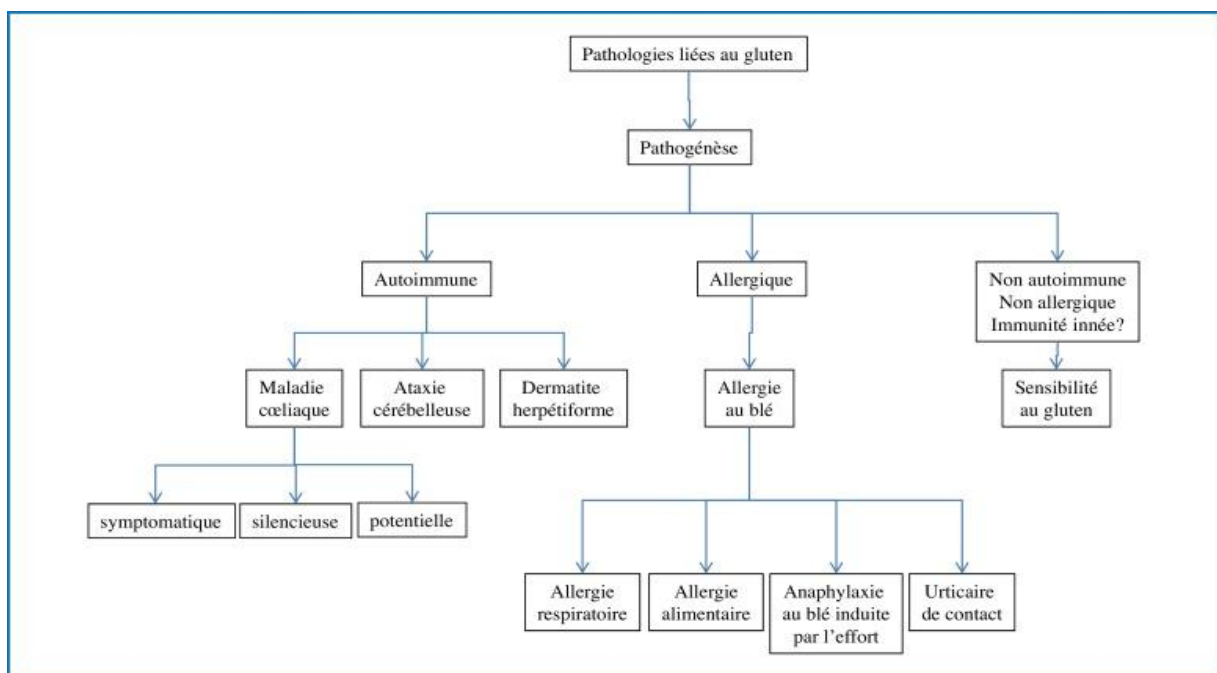 Pathologies liées au gluten
Pathogénèse
Autoimmune
Allergique
Non autoimmune
Non allergique
Immunité innée?
Maladie
cœliaque
Ataxie
cérébelleuse
Dermatite
herpétiforme
Allergie
au blé
Sensibilité
au gluten
symptomatique
silencieuse
potentielle
Allergie
respiratoire
Allergie
alimentaire
Anaphylaxie
au blé induite
par l’effort
Urticaire
de contact